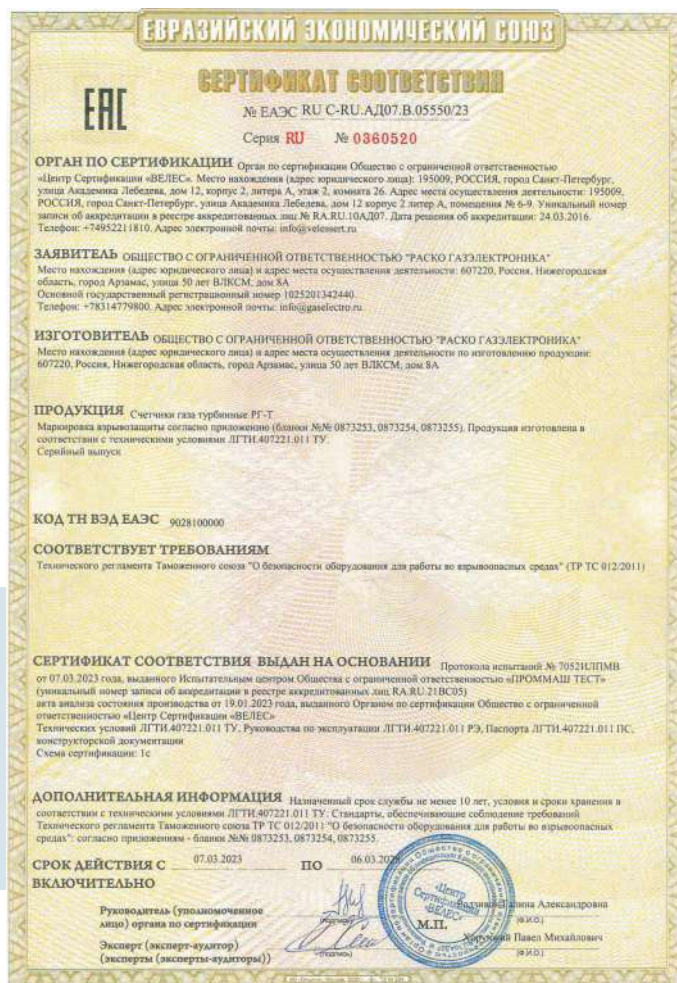 ЕВРАЗИЙСКИЙ ЭКОНОМИЧЕСКИЙ СОЮЗ
СЕРТИФИКАТ СООТВЕТСТВИЯ
ЕАС
№ ЕАЭС RU С-RU.АД07.В.05550/23
Серия RU № 0360520
ОРГАН ПО СЕРТИФИКАЦИИ Орган по сертификации Общество с ограниченной ответственностью
«Центр Сертификации «ВЕЛЕС». Место нахождения (адрес юридического лица): 195009, РОССИЯ, город Санкт-Петербург,
улица Академика Лебедева, дом 12, корпус 2, литера А, этаж 2, комната 26. Адрес места осуществления деятельности: 195009,
РОССИЯ, город Санкт-Петербург, улица Академика Лебедева, дом 12 корпус 2 литер А, помещения № 6-9. Уникальный номер
записи об аккредитации в реестре аккредитованных лиц № RA.RU.10АД07. Дата решения об аккредитации: 24.03.2016.
Телефон: +74952211810. Адрес электронной почты: info@velessert.ru
ЗАЯВИТЕЛЬ ОБЩЕСТВО С ОГРАНИЧЕННОЙ ОТВЕТСТВЕННОСТЬЮ "РАСКО ГАЗЭЛЕКТРОНИКА"
Место нахождения (адрес юридического лица) и адрес места осуществления деятельности: 607220, Россия, Нижегородская
область, город Арзамас, улица 50 лет ВЛКСМ, дом 8А
Основной государственный регистрационный номер 1025201342440.
Телефон: +78314779800. Адрес электронной почты: info@gaselectro.ru
ИЗГОТОВИТЕЛЬ ОБЩЕСТВО С ОГРАНИЧЕННОЙ ОТВЕТСТВЕННОСТЬЮ "РАСКО ГАЗЭЛЕКТРОНИКА"
Место нахождения (адрес юридического лица) и адрес места осуществления деятельности по изготовлению продукции:
607220, Россия, Нижегородская область, город Арзамас, улица 50 лет ВЛКСМ, дом 8А
ПРОДУКЦИЯ Счетчики газа турбинные РГ-Т
Маркировка взрывозащиты согласно приложению (бланки №№ 0873253, 0873254, 0873255). Продукция изготовлена в
соответствии с техническими условиями ЛГТИ.407221.011 ТУ.
Серийный выпуск
КОД ТН ВЭД ЕАЭС 9028100000
СООТВЕТСТВУЕТ ТРЕБОВАНИЯМ
Технического регламента Таможенного союза "О безопасности оборудования для работы во взрывоопасных средах" (ТР ТС 012/2011)
СЕРТИФИКАТ СООТВЕТСТВИЯ ВЫДАН НА ОСНОВАНИИ Протокола испытаний № 7052ИЛПМВ
от 07.03.2023 года, выданного Испытательным центром Общества с ограниченной ответственностью «ПРОММАШ ТЕСТ»
(уникальный номер записи об аккредитации в реестре аккредитованных лиц RA.RU.21ВС05)
акта анализа состояния производства от 19.01.2023 года, выданного Органом по сертификации Общество с ограниченной
ответственностью «Центр Сертификации «ВЕЛЕС»
Технических условий ЛГТИ.407221.011 ТУ, Руководства по эксплуатации ЛГТИ.407221.011 РЭ, Паспорта ЛГТИ.407221.011 ПС,
конструкторской документации
Схема сертификации: 1с
ДОПОЛНИТЕЛЬНАЯ ИНФОРМАЦИЯ Назначенный срок службы не менее 10 лет, условия и сроки хранения в
соответствии с техническими условиями ЛГТИ.407221.011 ТУ. Стандарты, обеспечивающие соблюдение требований
Технического регламента Таможенного союза ТР ТС 012/2011 "О безопасности оборудования для работы во взрывоопасных
средах": согласно приложениям - бланки №№ 0873253, 0873254, 0873255.
СРОК ДЕЙСТВИЯ С 07.03.2023 ПО 06.03.2028
ВКЛЮЧИТЕЛЬНО
Руководитель (уполномоченное
лицо) органа по сертификации
(подпись)
Галина Александровна
(Ф.И.О.)
«Центр
Сертификации
«ВЕЛЕС»
М.П.
Эксперт (эксперт-аудитор)
(эксперты (эксперты-аудиторы))
(подпись)
Павел Михайлович
(Ф.И.О.)